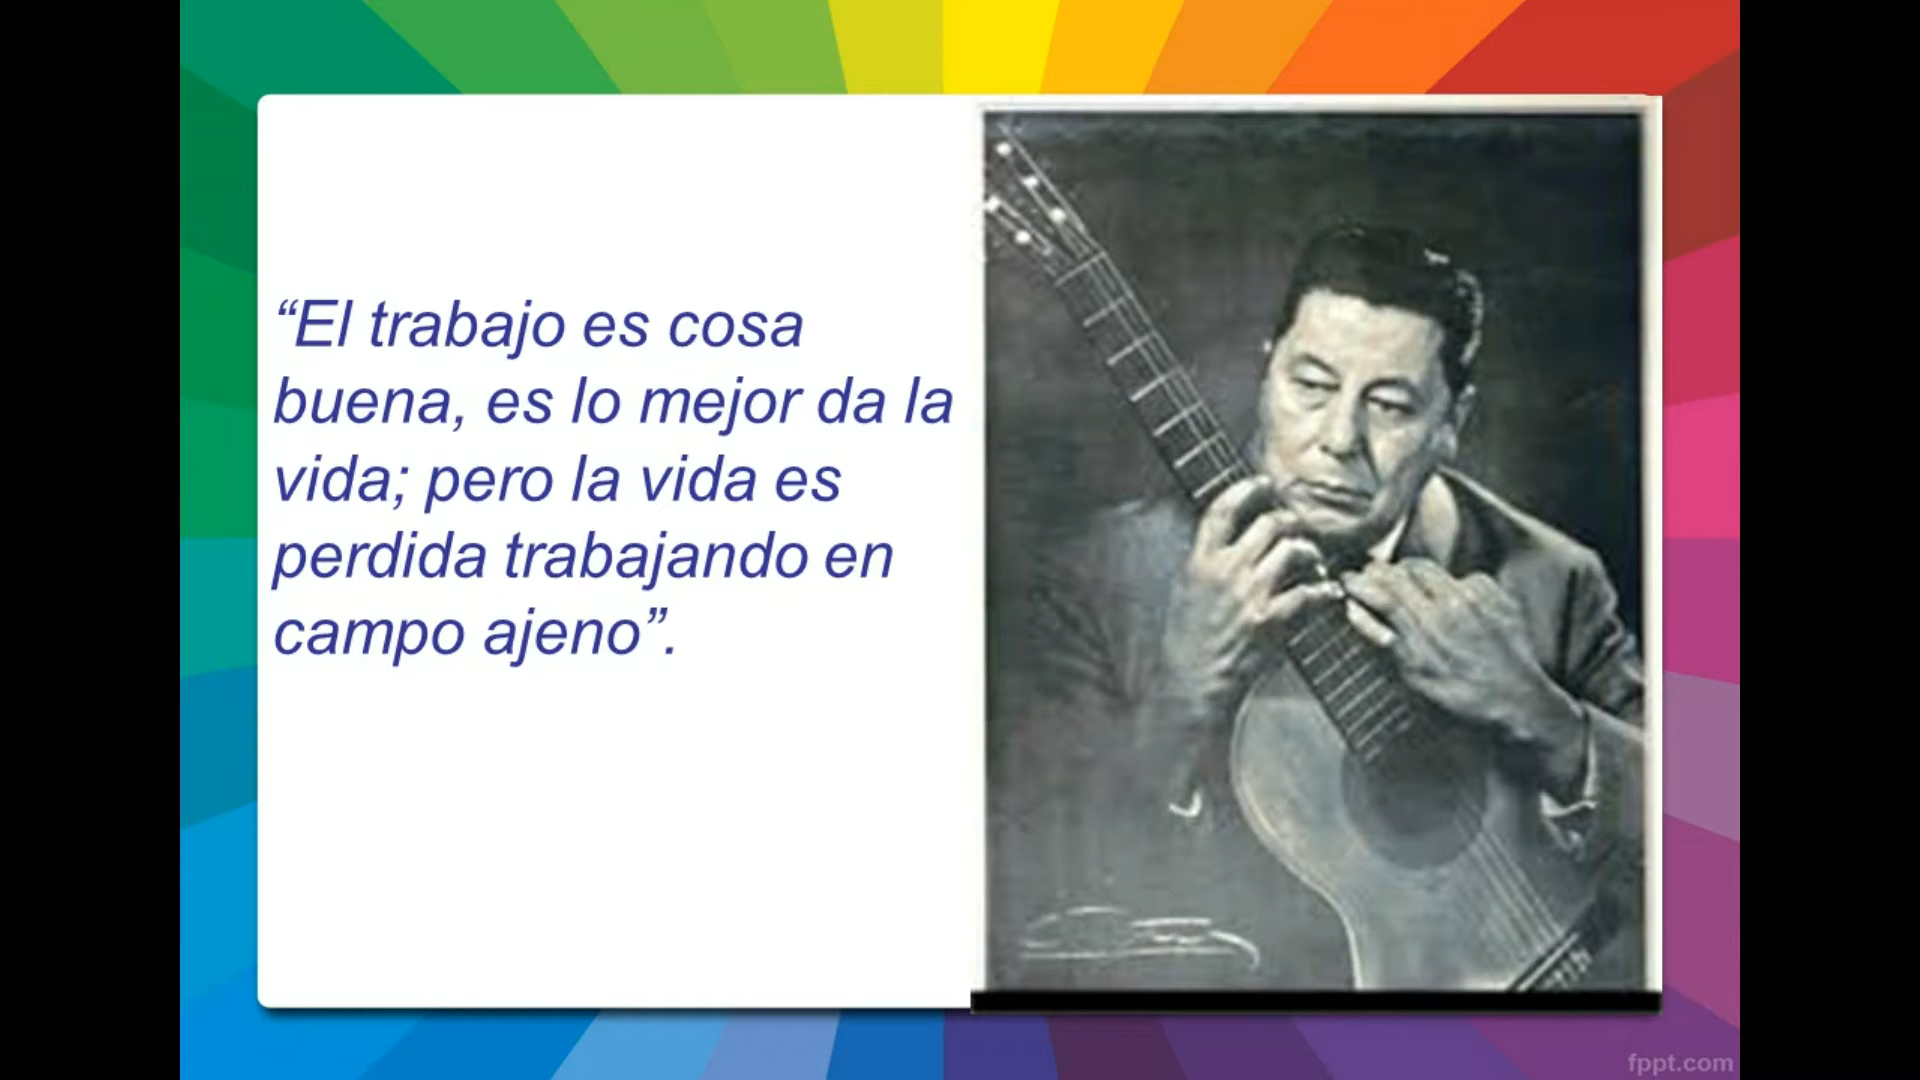 “El trabajo es cosa
buena, es lo mejor da la
vida; pero la vida es
perdida trabajando en
campo ajeno”.
fppt.com